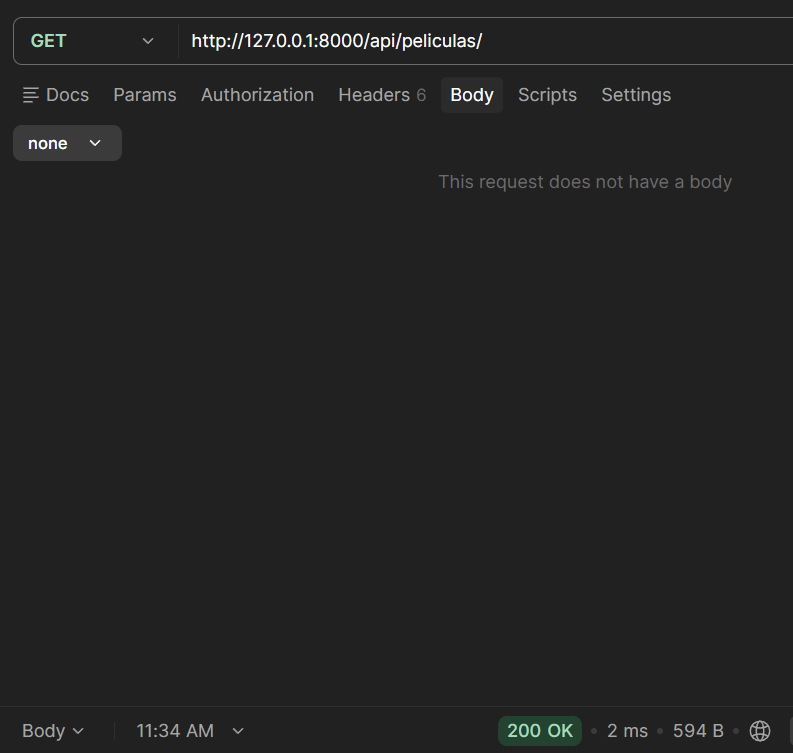 GET http://127.0.0.1:8000/api/peliculas/
Docs Params Authorization Headers 6 Body Scripts Settings
none
This request does not have a body
Body 11:34 AM 200 OK • 2 ms • 594 B •